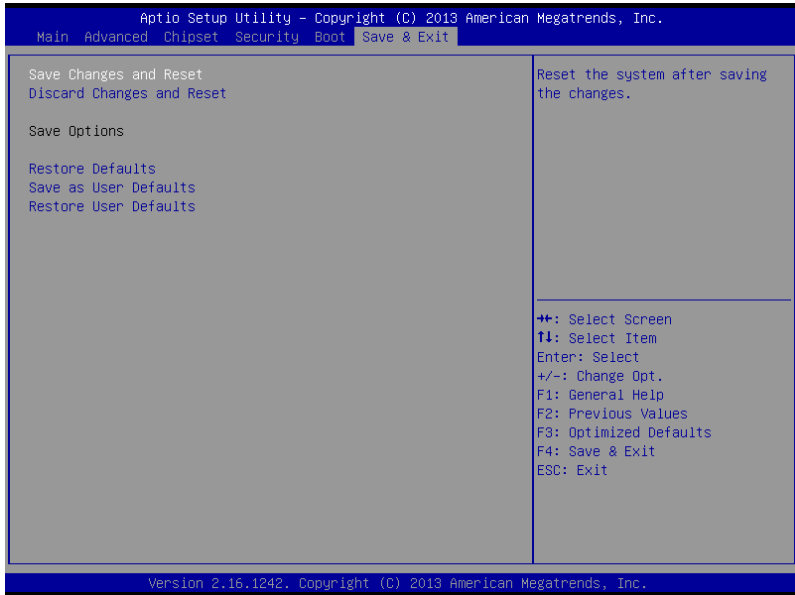 Aptio Setup Utility – Copyright (C) 2013 American Megatrends, Inc.
Main Advanced Chipset Security Boot Save & Exit
Save Changes and Reset
Discard Changes and Reset
Save Options
Restore Defaults
Save as User Defaults
Restore User Defaults
Reset the system after saving
the changes.
→←: Select Screen
↑↓: Select Item
Enter: Select
+/-: Change Opt.
F1: General Help
F2: Previous Values
F3: Optimized Defaults
F4: Save & Exit
ESC: Exit
Version 2.16.1242. Copyright (C) 2013 American Megatrends, Inc.